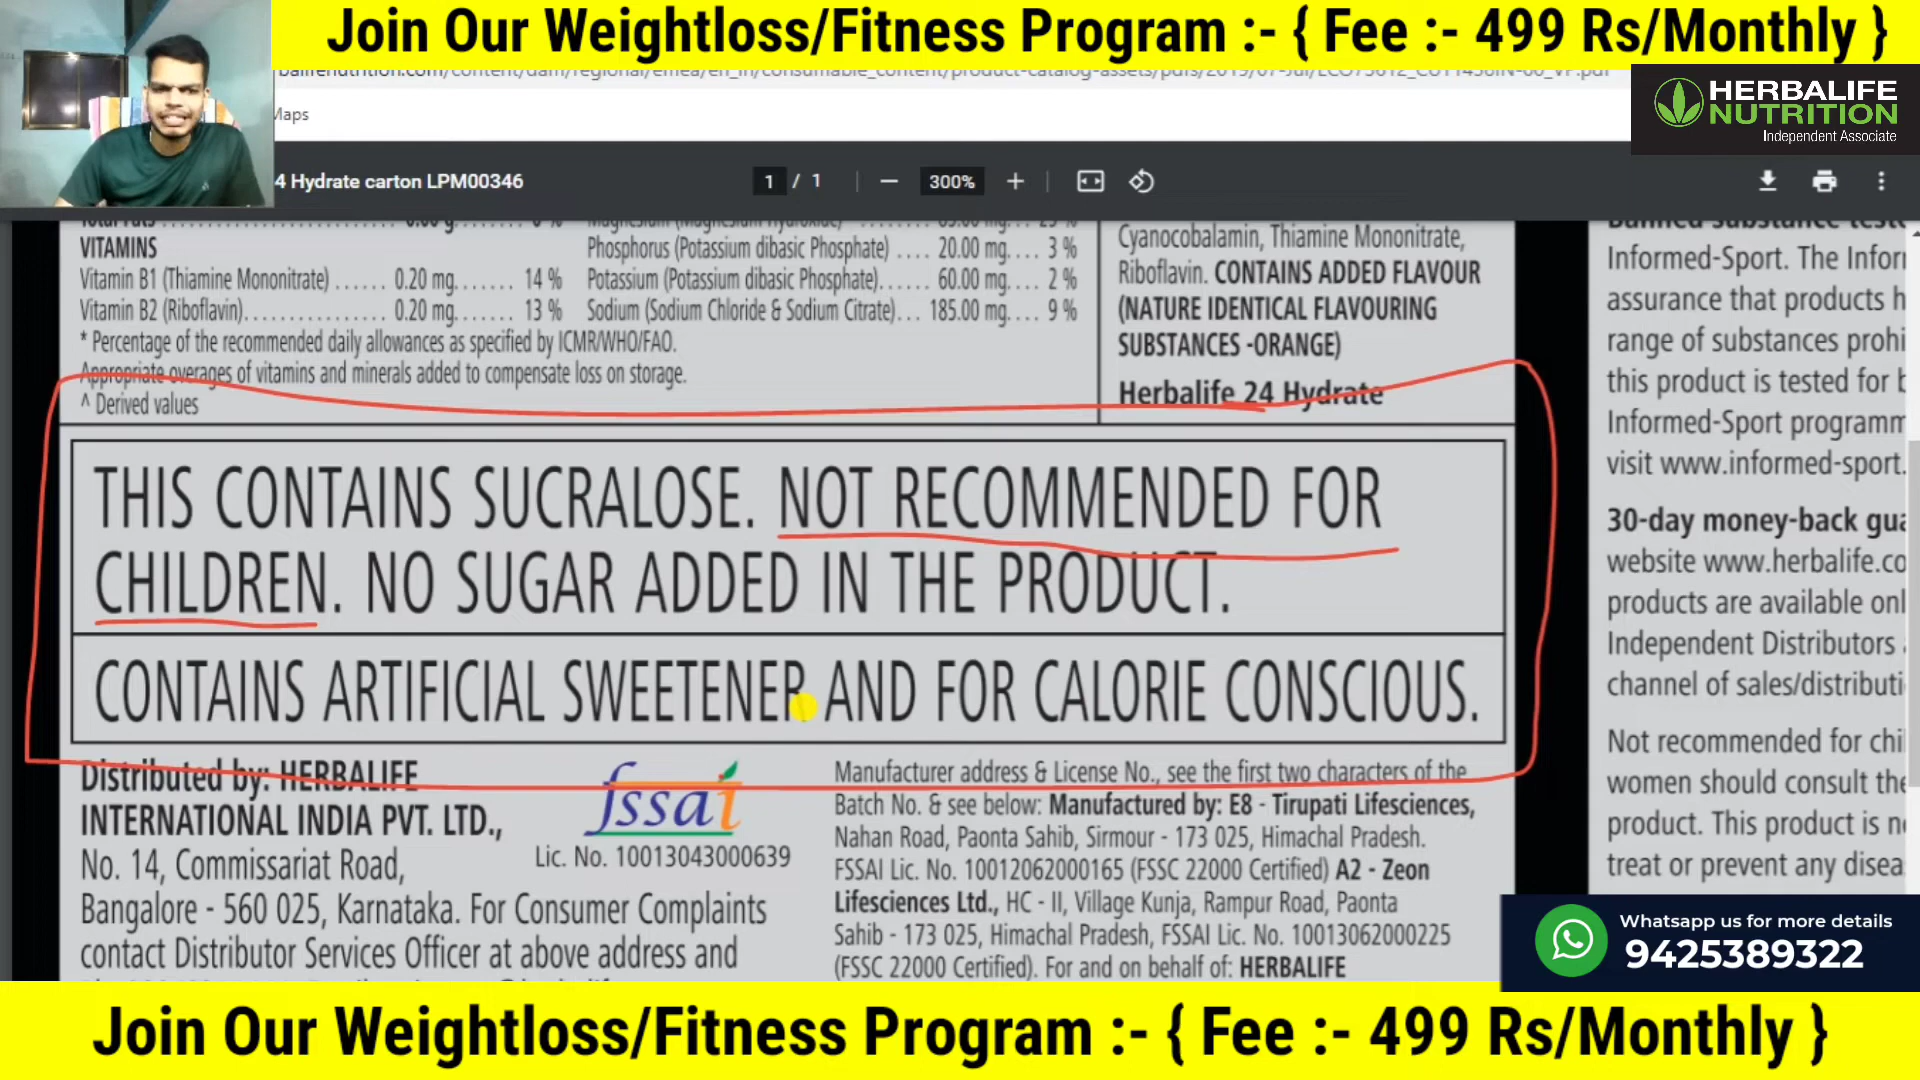 Join Our Weightloss/Fitness Program :- { Fee :- 499 Rs/Monthly }
HERBALIFE
NUTRITION
Independent Associate
Maps
4 Hydrate carton LPM00346
1 / 1
300%
VITAMINS
Vitamin B1 (Thiamine Mononitrate) ...... 0.20 mg....... 14 %
Vitamin B2 (Riboflavin)......................... 0.20 mg....... 13 %
* Percentage of the recommended daily allowances as specified by ICMR/WHO/FAO.
Appropriate overages of vitamins and minerals added to compensate loss on storage.
^ Derived values
Magnesium (Magnesium Hydroxide)
Phosphorus (Potassium dibasic Phosphate) .... 20.00 mg.... 3 %
Potassium (Potassium dibasic Phosphate)...... 60.00 mg.... 2 %
Sodium (Sodium Chloride & Sodium Citrate)... 185.00 mg.... 9 %
Cyanocobalamin, Thiamine Mononitrate,
Riboflavin. CONTAINS ADDED FLAVOUR
(NATURE IDENTICAL FLAVOURING
SUBSTANCES -ORANGE)
Herbalife 24 Hydrate
THIS CONTAINS SUCRALOSE. NOT RECOMMENDED FOR
CHILDREN. NO SUGAR ADDED IN THE PRODUCT.
CONTAINS ARTIFICIAL SWEETENER AND FOR CALORIE CONSCIOUS.
Distributed by: HERBALIFE
INTERNATIONAL INDIA PVT. LTD.,
No. 14, Commissariat Road,
Bangalore - 560 025, Karnataka. For Consumer Complaints
contact Distributor Services Officer at above address and
fssai
Lic. No. 10013043000639
Manufacturer address & License No., see the first two characters of the
Batch No. & see below: Manufactured by: E8 - Tirupati Lifesciences,
Nahan Road, Paonta Sahib, Sirmour - 173 025, Himachal Pradesh.
FSSAI Lic. No. 10012062000165 (FSSC 22000 Certified) A2 - Zeon
Lifesciences Ltd., HC - II, Village Kunja, Rampur Road, Paonta
Sahib - 173 025, Himachal Pradesh, FSSAI Lic. No. 10013062000225
(FSSC 22000 Certified). For and on behalf of: HERBALIFE
Informed-Sport. The Infor
assurance that products h
range of substances prohi
this product is tested for b
Informed-Sport programm
visit www.informed-sport.
30-day money-back gua
website www.herbalife.co
products are available onl
Independent Distributors
channel of sales/distributi
Not recommended for chi
women should consult the
product. This product is n
treat or prevent any disea
Whatsapp us for more details
9425389322
Join Our Weightloss/Fitness Program :- { Fee :- 499 Rs/Monthly }